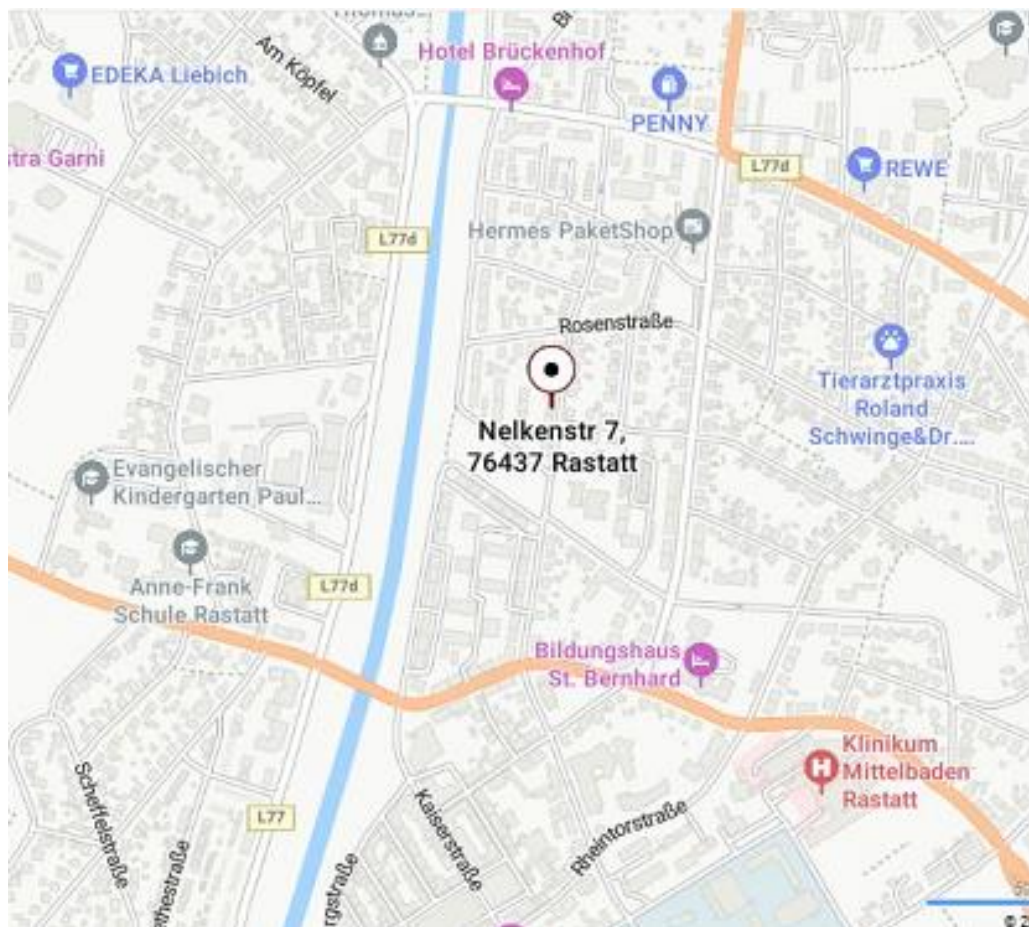 Am Köpfel
Hotel Brückenhof
EDEKA Liebich
PENNY
stra Garni
L77d
REWE
Hermes PaketShop
L77d
Rosenstraße
Tierarztpraxis
Roland
Schwinge&Dr....
Nelkenstr 7,
76437 Rastatt
Evangelischer
Kindergarten Paul...
Anne-Frank
Schule Rastatt
L77d
Bildungshaus
St. Bernhard
Klinikum
Mittelbaden
Rastatt
Scheffelstraße
L77
Kaiserstraße
Rheintorstraße
thestraße
rgstraße